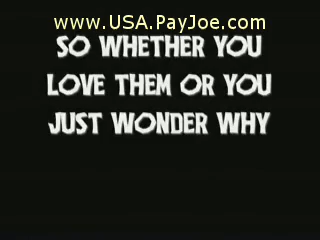 www.USA.PayJoe.com
SO WHETHER YOU
LOVE THEM OR YOU
JUST WONDER WHY